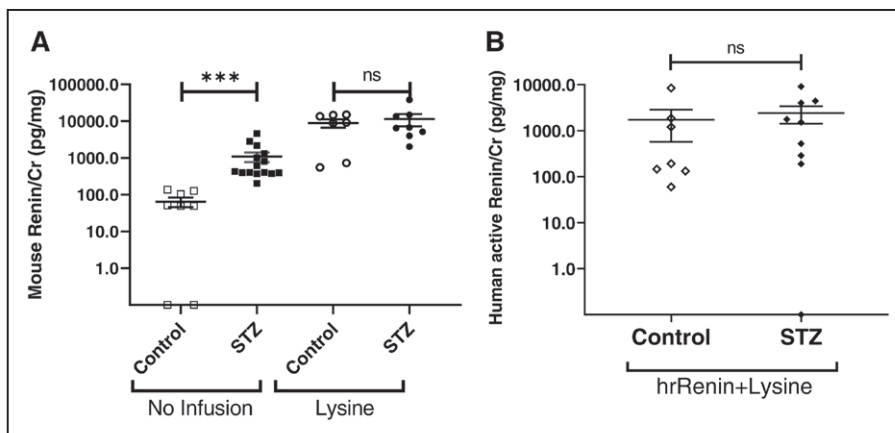 A
Mouse Renin/Cr (pg/mg)
100000.0
10000.0
1000.0
100.0
10.0
1.0
***
ns
Control
STZ
Control
STZ
No Infusion
Lysine
B
Human active Renin/Cr (pg/mg)
10000.0
1000.0
100.0
10.0
1.0
ns
Control
STZ
hrRenin+Lysine